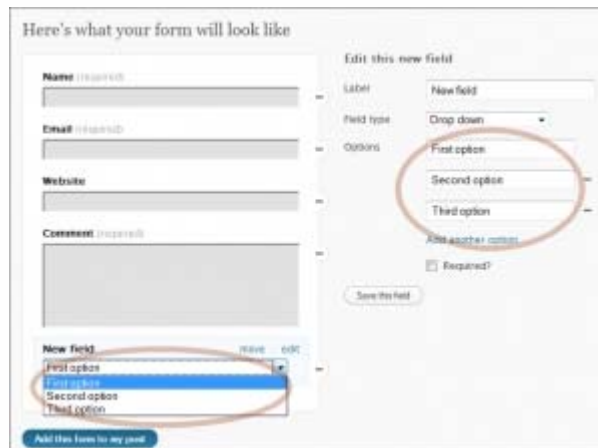 Here's what your form will look like
Name (required)
Email (required)
Website
Comment (required)
New field
move edit
First option
First option
Second option
Third option
Add this form to my post
Edit this new field
Label
New field
Field type
Drop down
Options
First option
Second option
Third option
Add another option
Required?
Save this field